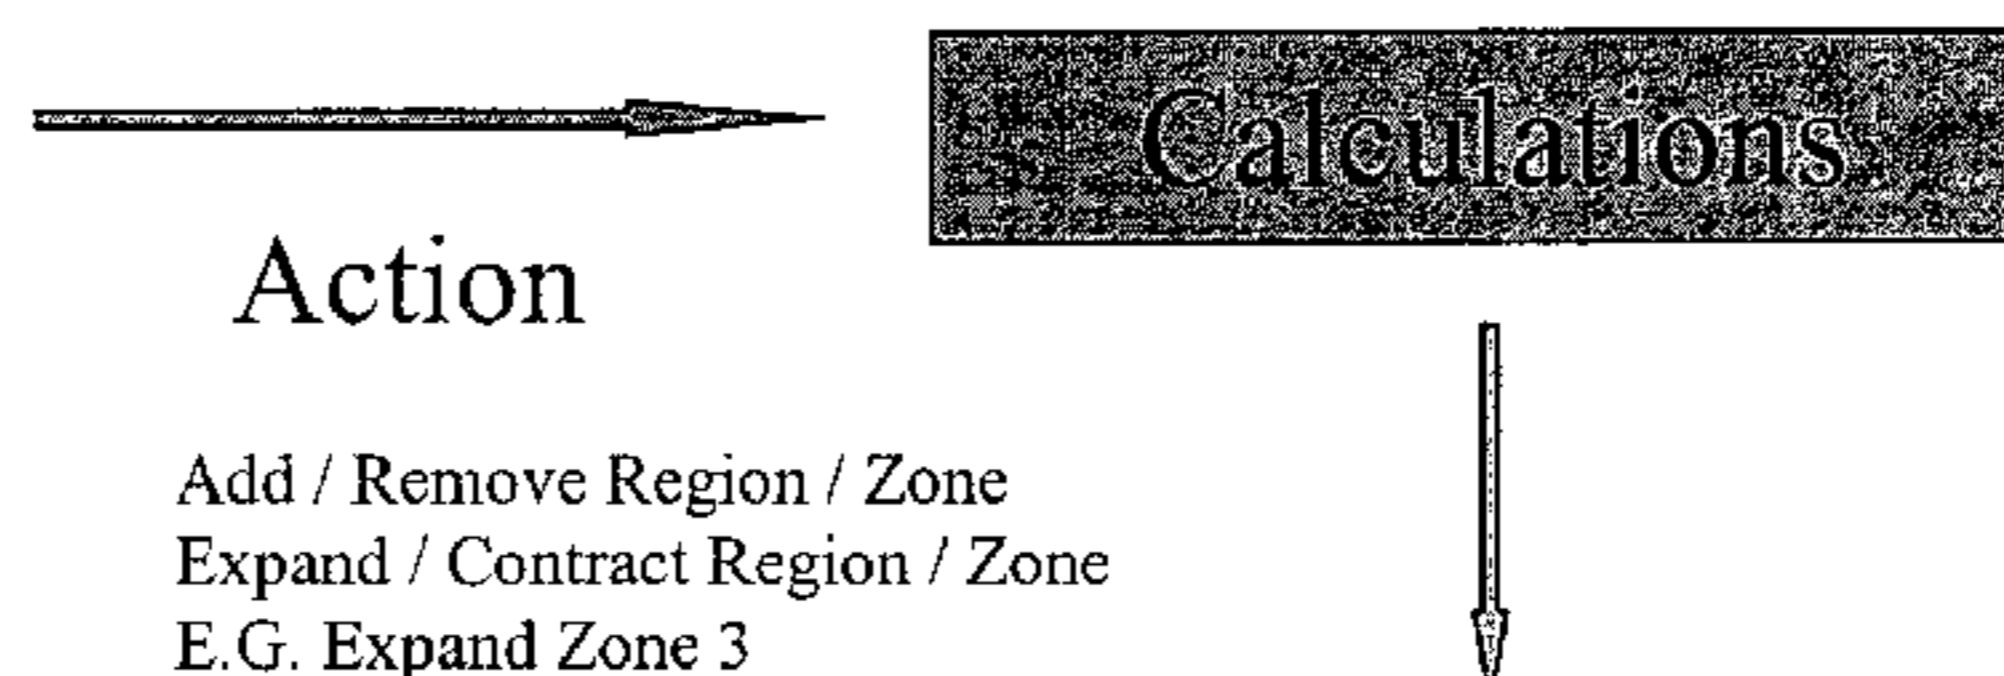 Calculations
Action
Add / Remove Region / Zone
Expand / Contract Region / Zone
E.G. Expand Zone 3